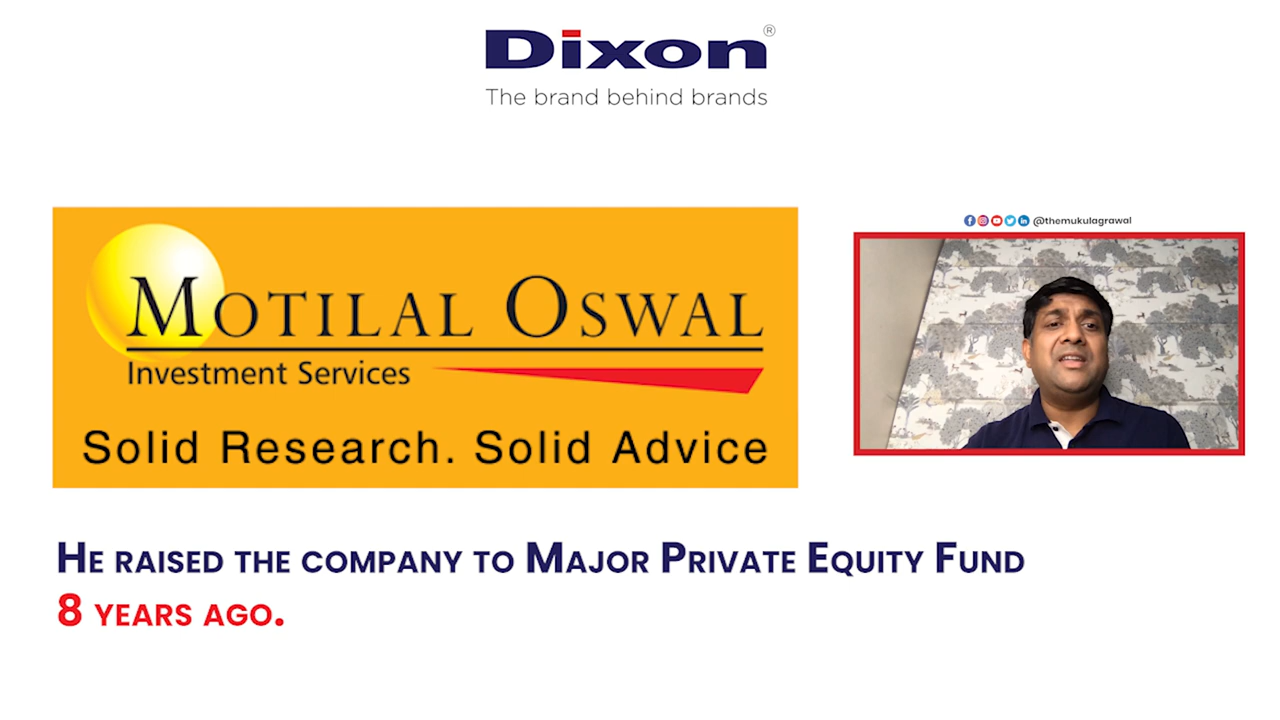 Dixon®
The brand behind brands
@themukulagrawal
MOTILAL OSWAL
Investment Services
Solid Research. Solid Advice
HE RAISED THE COMPANY TO MAJOR PRIVATE EQUITY FUND
8 YEARS AGO.